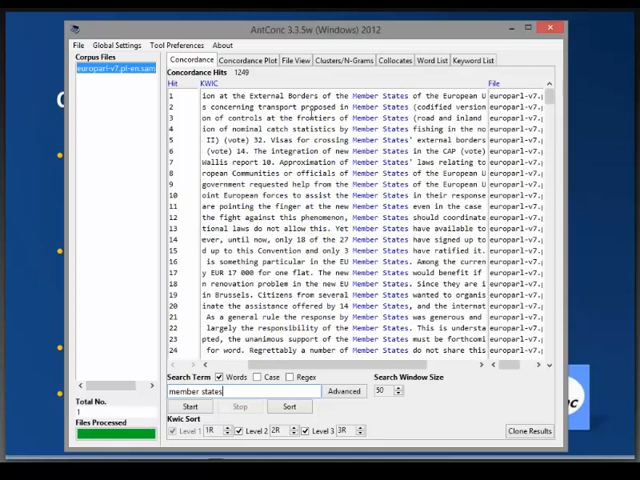 AntConc 3.3.5w (Windows) 2012
File Global Settings Tool Preferences About
Corpus Files
europarl-v7.pl-en.sam
Concordance Concordance Plot File View Clusters/N-Grams Collocates Word List Keyword List
Concordance Hits 1249
Hit KWIC File
1 ion at the External Borders of the Member States of the European U europarl-v7.p
2 s concerning transport proposed in Member States (codified version europarl-v7.p
3 on of controls at the frontiers of Member States (road and inland europarl-v7.p
4 ion of nominal catch statistics by Member States fishing in the no europarl-v7.p
5 II) (vote) 32. Visas for crossing Member States' external borders europarl-v7.p
6 (vote) 14. The integration of new Member States in the CAP (vote) europarl-v7.p
7 Wallis report 10. Approximation of Member States' laws relating to europarl-v7.p
8 ropean Communities or officials of Member States of the European U europarl-v7.p
9 government requested help from the Member States of the European U europarl-v7.p
10 oint European forces to assist the Member States in their response europarl-v7.p
11 are pointing the finger at the new Member States even in the case europarl-v7.p
12 the fight against this phenomenon, Member States should coordinate europarl-v7.p
13 tional laws do not allow this. Yet Member States have available to europarl-v7.p
14 ever, until now, only 18 of the 27 Member States have signed up to europarl-v7.p
15 d up to this Convention and only 3 Member States have ratified it. europarl-v7.p
16 is something particular in the EU Member States. Among the curren europarl-v7.p
17 y EUR 17 000 for one flat. The new Member States would benefit if europarl-v7.p
18 n renovation problem in the new EU Member States. Since they are i europarl-v7.p
19 in Brussels. Citizens from several Member States wanted to organis europarl-v7.p
20 inate the assistance offered by 14 Member States, and the internat europarl-v7.p
21 As a general rule the response by Member States was generous and europarl-v7.p
22 largely the responsibility of the Member States. This is understa europarl-v7.p
23 pted, the unanimous support of the Member States must be forthcomi europarl-v7.p
24 for word. Regrettably a number of Member States do not share this europarl-v7.p
Search Term Words Case Regex Search Window Size
member states Advanced 50
Start Stop Sort
Total No.
1
Files Processed
Kwic Sort
Level 1 1R Level 2 2R Level 3 3R Clone Results